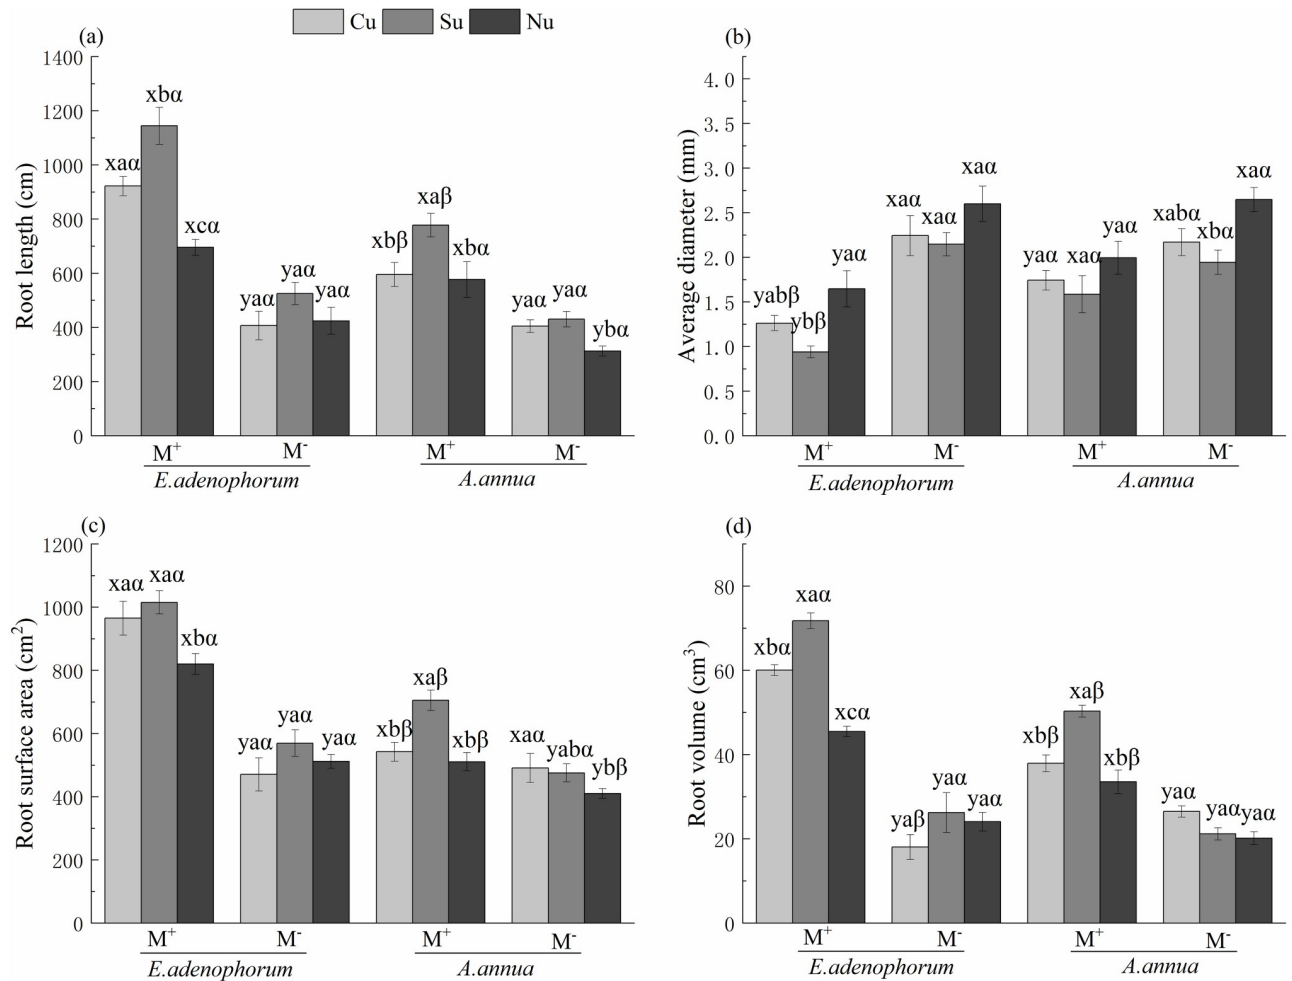 Cu Su Nu
(a)
Root length (cm)
1400
1200
1000
800
600
400
200
0
xaα xbα xcα yaα yaα yaα xbβ xaβ xbα yaα yaα ybα
M⁺ M⁻ M⁺ M⁻
E.adenophorum A.annua
(b)
Average diameter (mm)
4.0
3.5
3.0
2.5
2.0
1.5
1.0
0.5
0.0
yabβ ybβ yaα xaα xaα xaα yaα xaα yaα xabα xbα xaα
M⁺ M⁻ M⁺ M⁻
E.adenophorum A.annua
(c)
Root surface area (cm²)
1200
1000
800
600
400
200
0
xaα xaα xbα yaα yaα yaα xbβ xaβ xbβ xaα yabα ybβ
M⁺ M⁻ M⁺ M⁻
E.adenophorum A.annua
(d)
Root volume (cm³)
80
60
40
20
0
xbα xaα xcα yaβ yaα yaα xbβ xaβ xbβ yaα yaα yaα
M⁺ M⁻ M⁺ M⁻
E.adenophorum A.annua